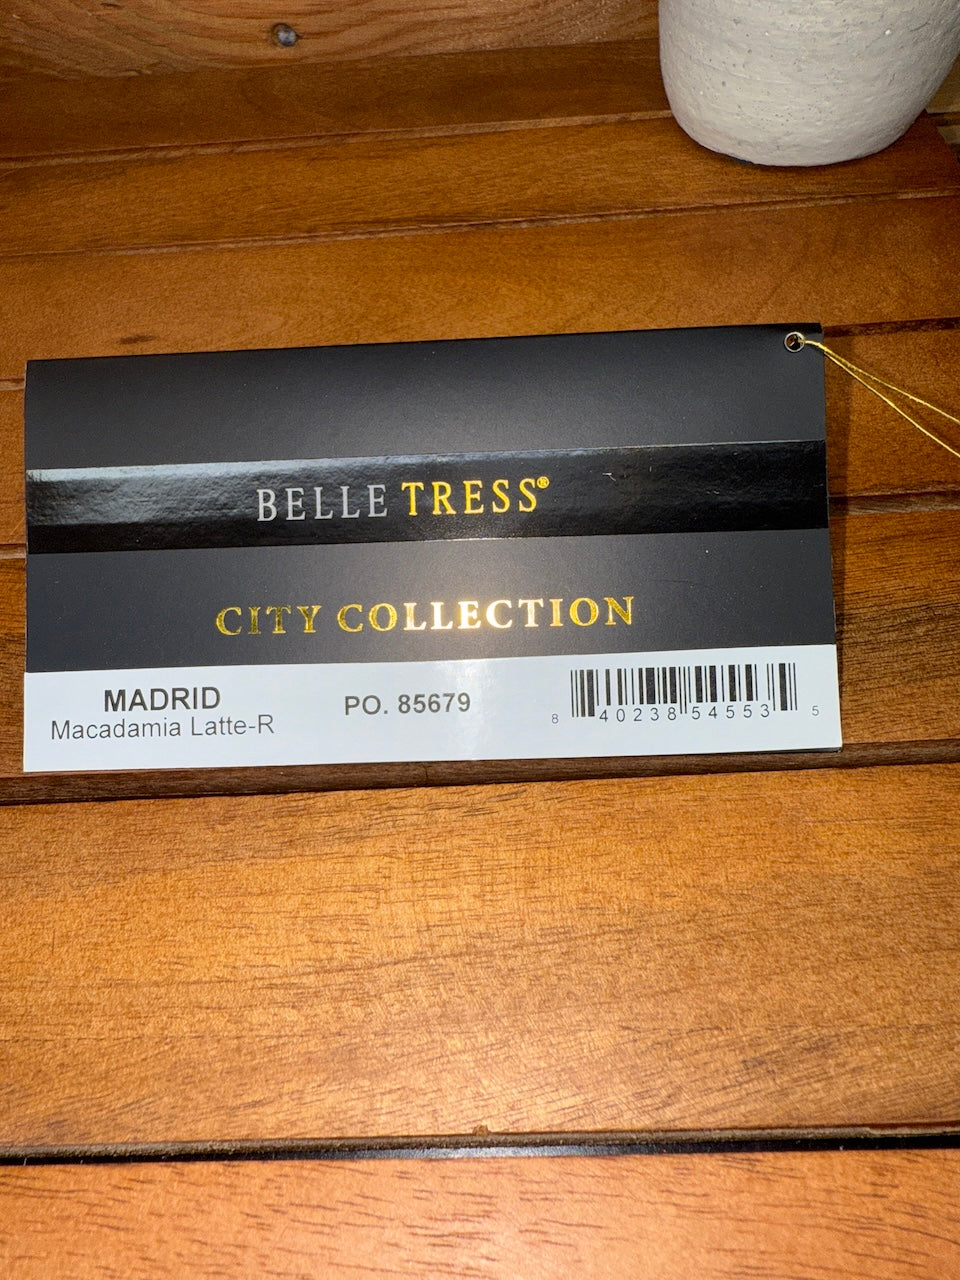 BELLE TRESS®
CITY COLLECTION
MADRID
Macadamia Latte-R
PO. 85679
8 40238 54553 5